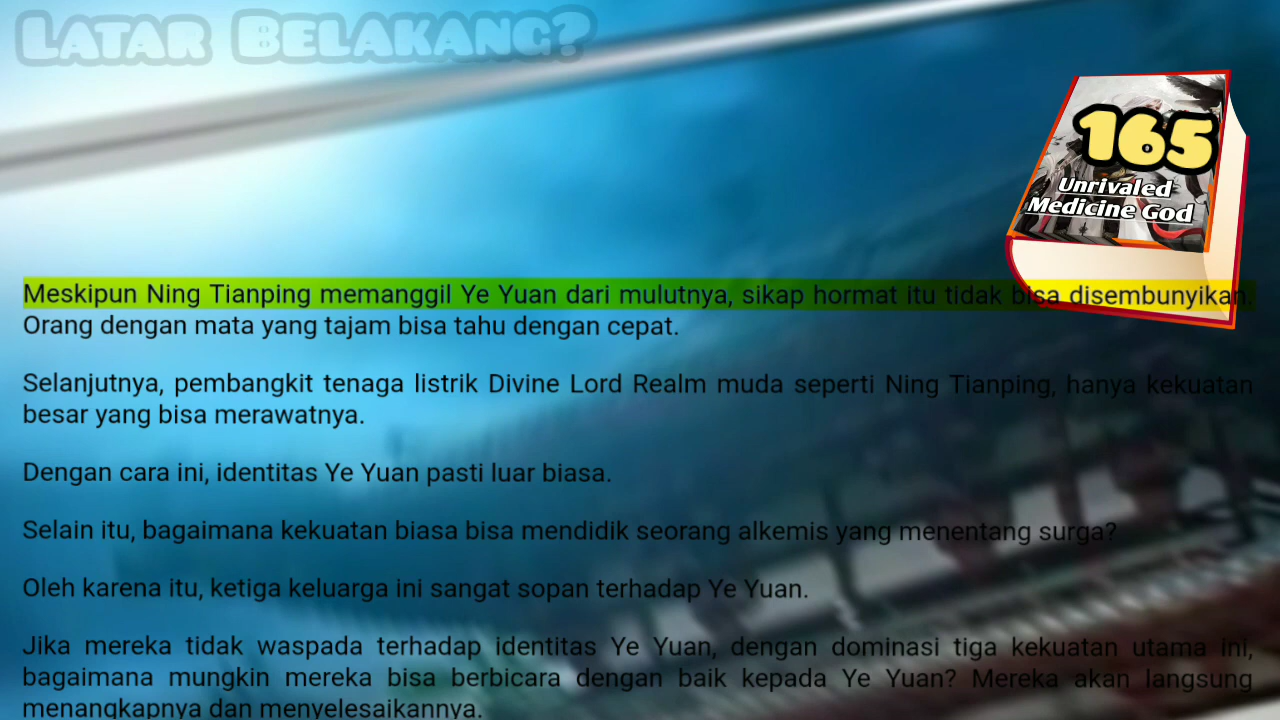 Latar Belakang?
165
Unrivaled
Medicine God
Meskipun Ning Tianping memanggil Ye Yuan dari mulutnya, sikap hormat itu tidak bisa disembunyikan.
Orang dengan mata yang tajam bisa tahu dengan cepat.
Selanjutnya, pembangkit tenaga listrik Divine Lord Realm muda seperti Ning Tianping, hanya kekuatan
besar yang bisa merawatnya.
Dengan cara ini, identitas Ye Yuan pasti luar biasa.
Selain itu, bagaimana kekuatan biasa bisa mendidik seorang alkemis yang menentang surga?
Oleh karena itu, ketiga keluarga ini sangat sopan terhadap Ye Yuan.
Jika mereka tidak waspada terhadap identitas Ye Yuan, dengan dominasi tiga kekuatan utama ini,
bagaimana mungkin mereka bisa berbicara dengan baik kepada Ye Yuan? Mereka akan langsung
menangkapnya dan menyelesaikannya.